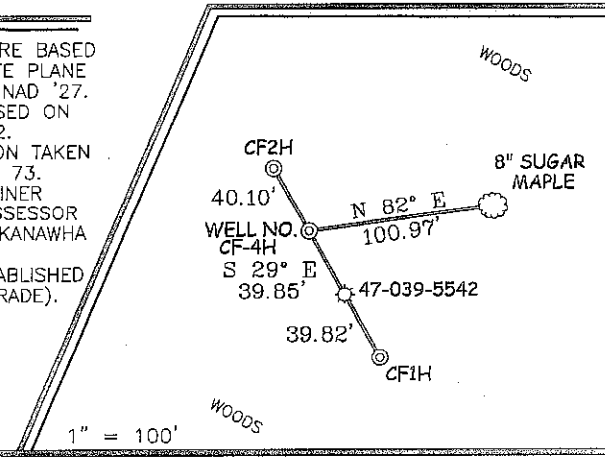 RE BASED
TE PLANE
NAD '27.
SED ON
2.
ON TAKEN
73.
INER
SSESSOR
KANAWHA
ABLISHED
RADE).
WOODS
CF2H
8" SUGAR
MAPLE
40.10'
N 82° E
100.97'
WELL NO.
CF-4H
S 29° E
39.85'
47-039-5542
39.82'
CF1H
WOODS
1" = 100'